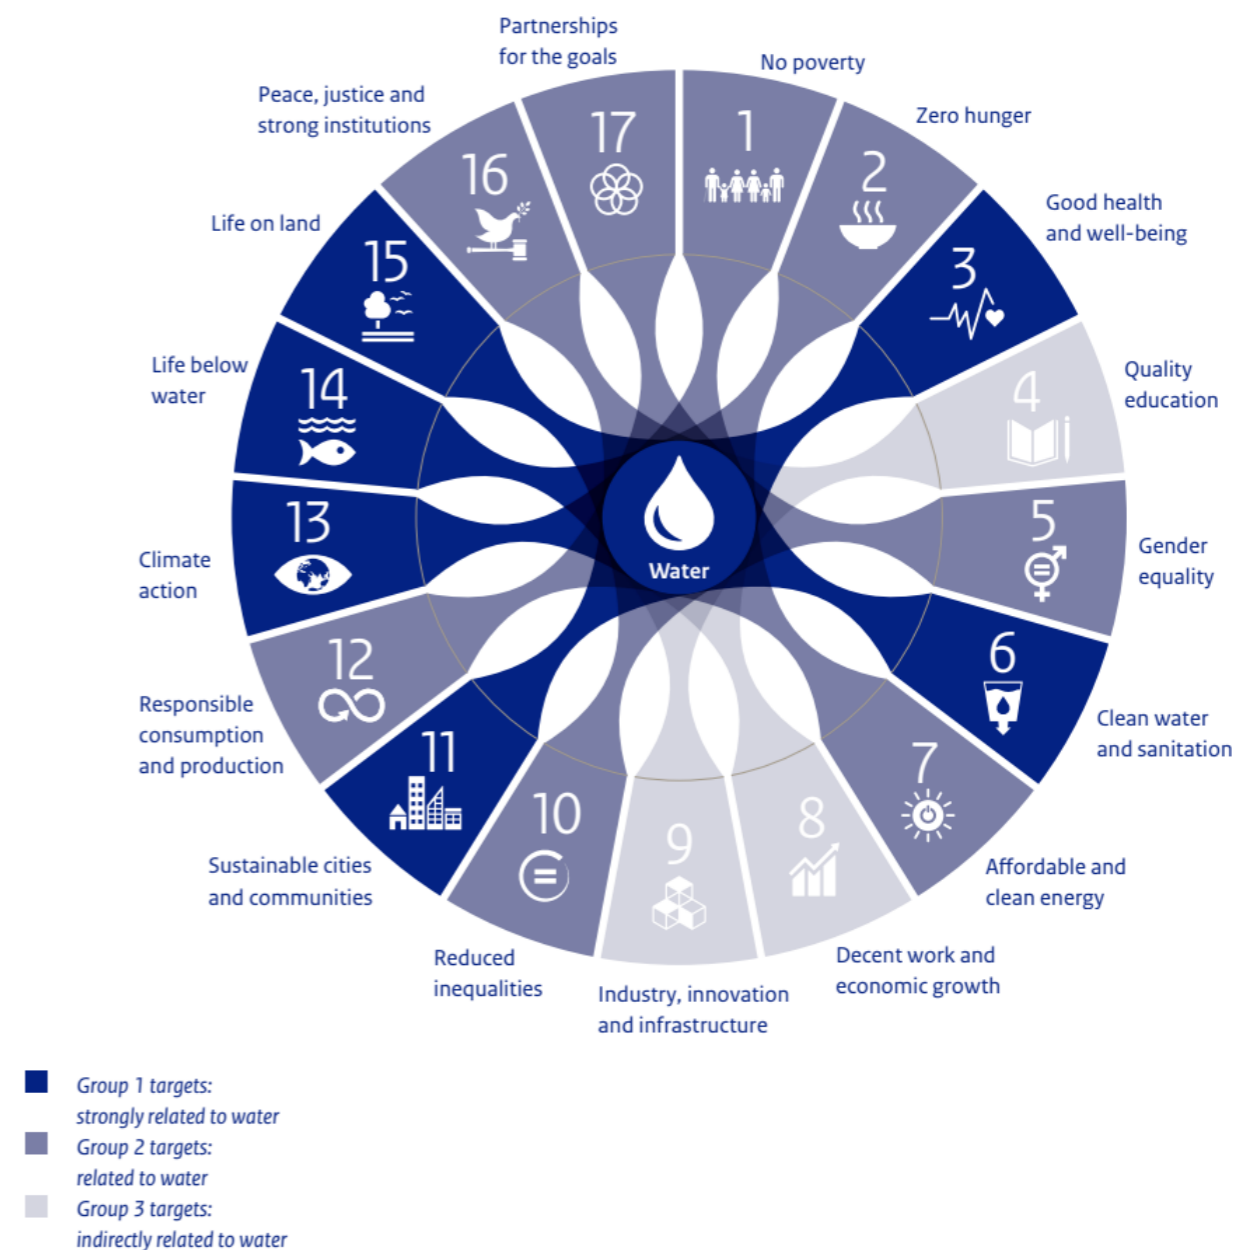 Partnerships
for the goals
17
No poverty
1
Zero hunger
2
Good health
and well-being
3
Quality
education
4
Gender
equality
5
Clean water
and sanitation
6
Affordable and
clean energy
7
Decent work and
economic growth
8
Industry, innovation
and infrastructure
9
Reduced
inequalities
10
Sustainable cities
and communities
11
Responsible
consumption
and production
12
Climate
action
13
Life below
water
14
Life on land
15
Peace, justice and
strong institutions
16
Water
Group 1 targets:
strongly related to water
Group 2 targets:
related to water
Group 3 targets:
indirectly related to water